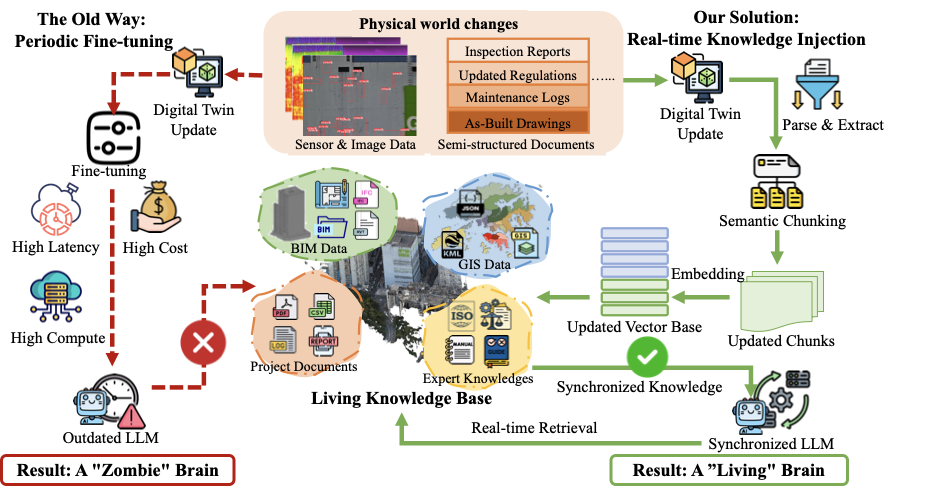 The Old Way:
Periodic Fine-tuning
Physical world changes
Our Solution:
Real-time Knowledge Injection
Inspection Reports
Updated Regulations
Maintenance Logs
As-Built Drawings
......
Sensor & Image Data
Semi-structured Documents
Digital Twin
Update
Fine-tuning
High Latency
High Cost
High Compute
Outdated LLM
Result: A "Zombie" Brain
IFC
BIM
BIM Data
JSON
KML
GIS
GIS Data
PDF
CSV
LOG
REPORT
Project Documents
ISO
MANUAL
GUIDE
Expert Knowledges
Living Knowledge Base
Digital Twin
Update
Parse & Extract
Semantic Chunking
Embedding
Updated Chunks
Updated Vector Base
Synchronized Knowledge
Real-time Retrieval
AI
Synchronized LLM
Result: A ”Living" Brain